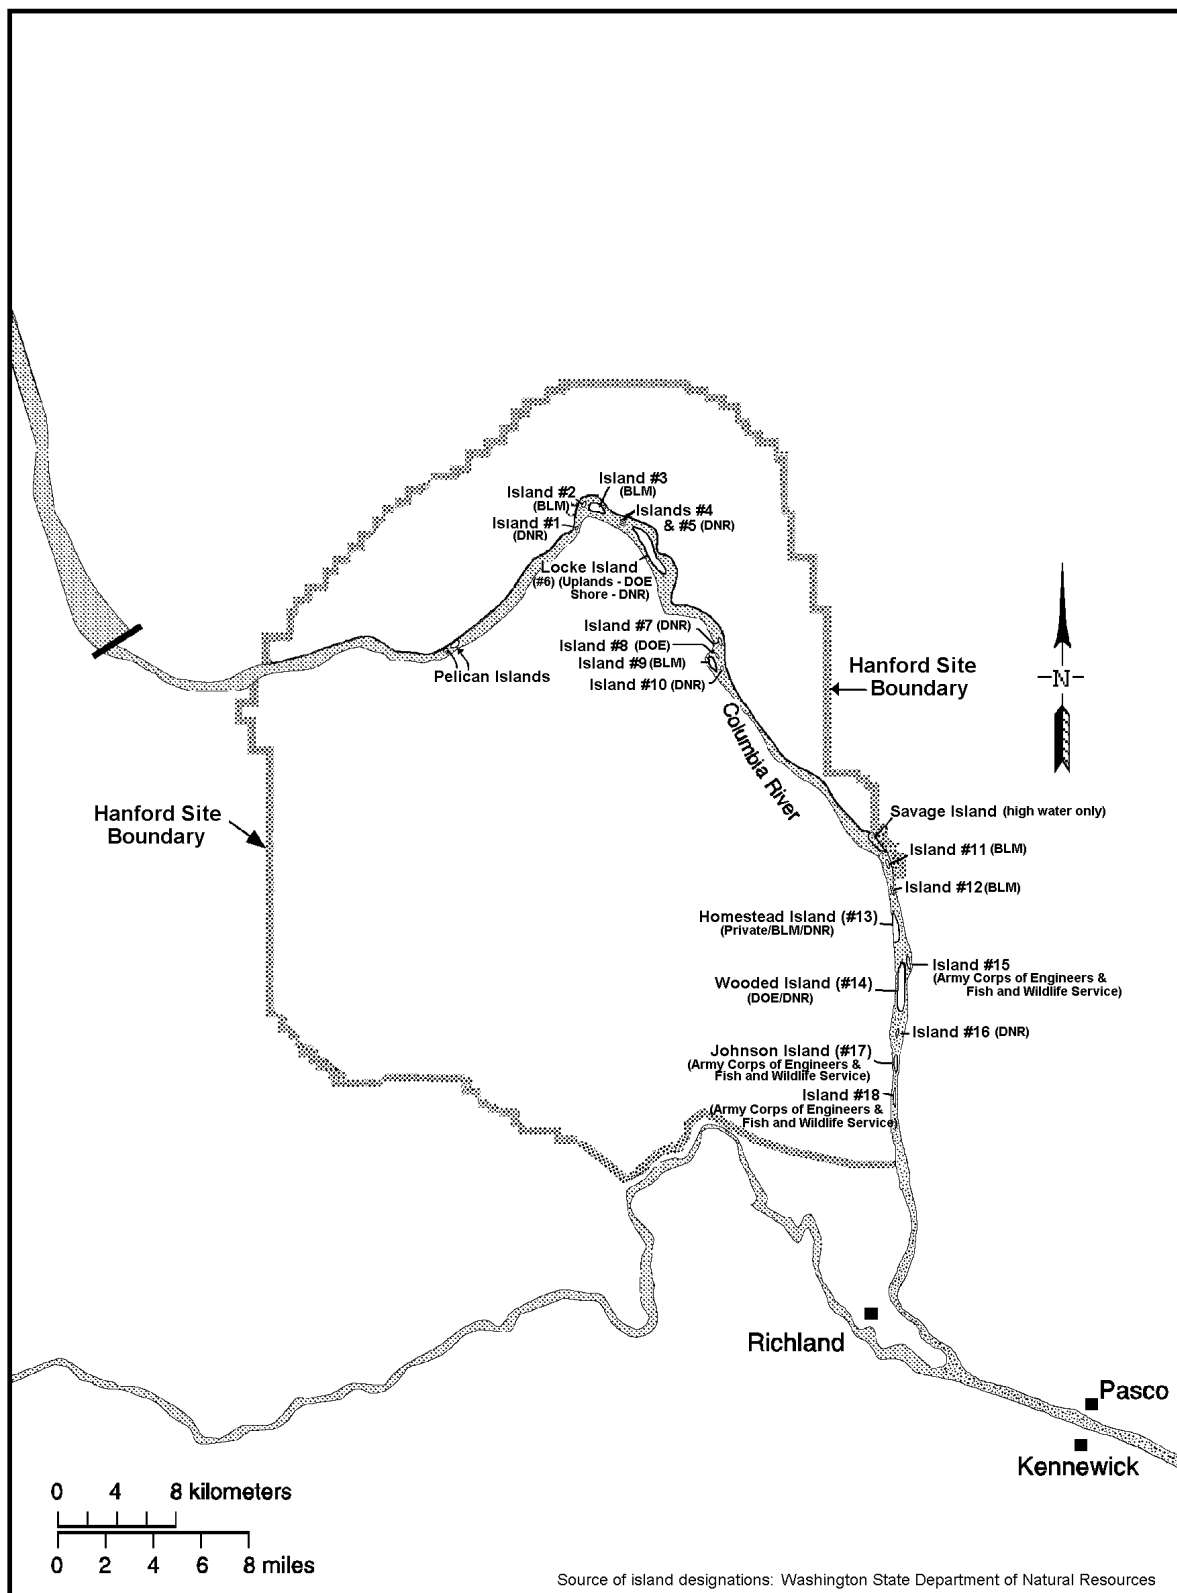 Island #3
(BLM)
Island #2
(BLM)
Islands #4
& #5 (DNR)
Island #1
(DNR)
Locke Island
(#6) (Uplands - DOE
Shore - DNR)
Island #7 (DNR)
Island #8 (DOE)
Island #9 (BLM)
Island #10 (DNR)
Pelican Islands
Hanford Site
Boundary
N
Columbia River
Hanford Site
Boundary
Savage Island (high water only)
Island #11 (BLM)
Island #12 (BLM)
Homestead Island (#13)
(Private/BLM/DNR)
Island #15
(Army Corps of Engineers &
Fish and Wildlife Service)
Wooded Island (#14)
(DOE/DNR)
Island #16 (DNR)
Johnson Island (#17)
(Army Corps of Engineers &
Fish and Wildlife Service)
Island #18
(Army Corps of Engineers &
Fish and Wildlife Service)
Richland
Pasco
Kennewick
0 4 8 kilometers
0 2 4 6 8 miles
Source of island designations: Washington State Department of Natural Resources